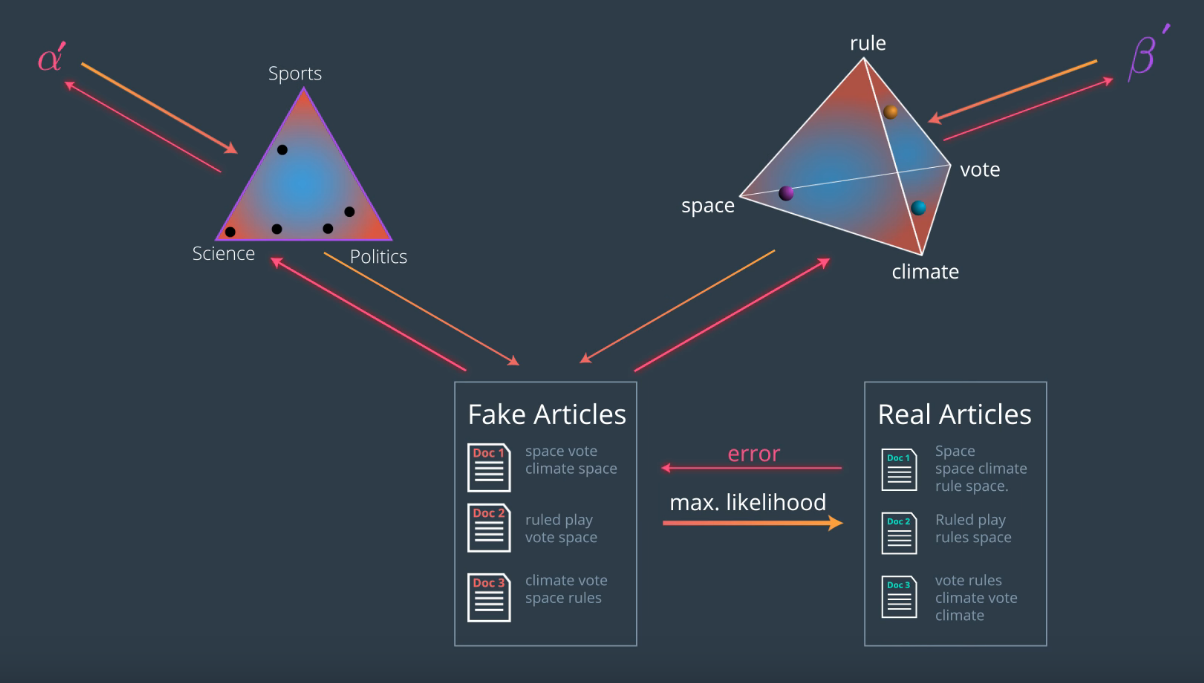 α′
β′
Sports
Science
Politics
rule
vote
space
climate
Fake Articles
Doc 1
space vote
climate space
Doc 2
ruled play
vote space
Doc 3
climate vote
space rules
error
max. likelihood
Real Articles
Doc 1
Space
space climate
rule space.
Doc 2
Ruled play
rules space
Doc 3
vote rules
climate vote
climate